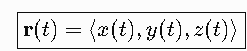 r(t) = ⟨x(t), y(t), z(t)⟩